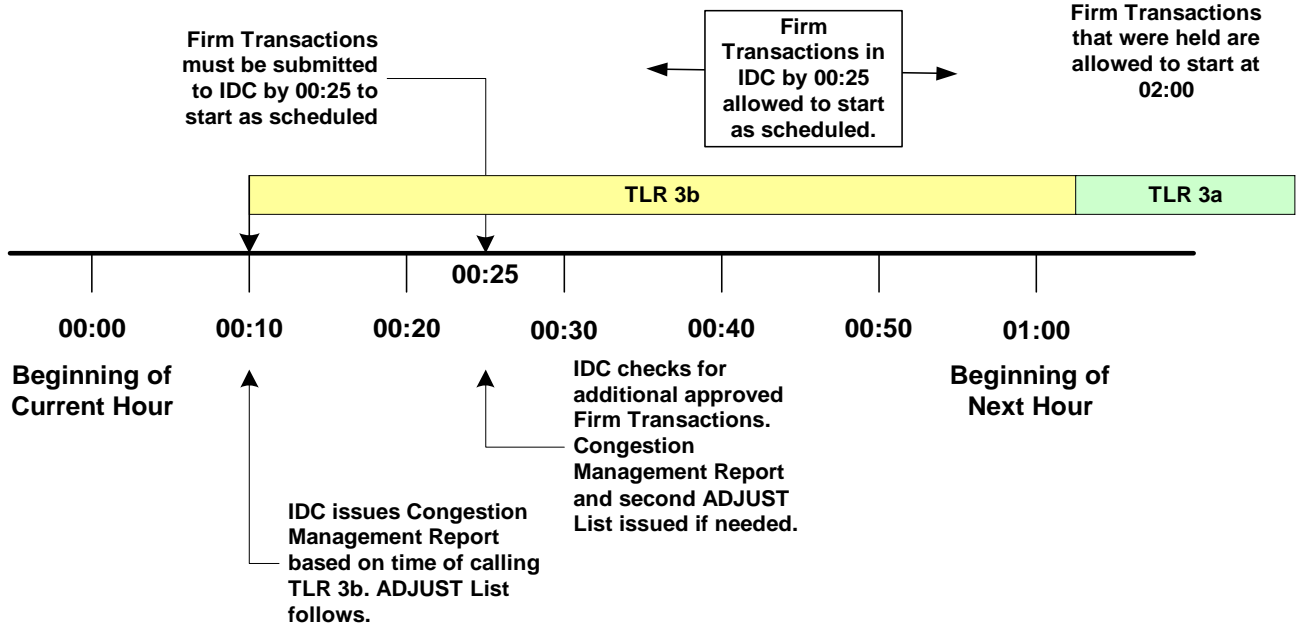 Firm Transactions
must be submitted
to IDC by 00:25 to
start as scheduled
Firm
Transactions in
IDC by 00:25
allowed to start
as scheduled.
Firm Transactions
that were held are
allowed to start at
02:00
TLR 3b
TLR 3a
00:25
00:00
00:10
00:20
00:30
00:40
00:50
01:00
Beginning of
Current Hour
Beginning of
Next Hour
IDC checks for
additional approved
Firm Transactions.
Congestion
Management Report
and second ADJUST
List issued if needed.
IDC issues Congestion
Management Report
based on time of calling
TLR 3b. ADJUST List
follows.